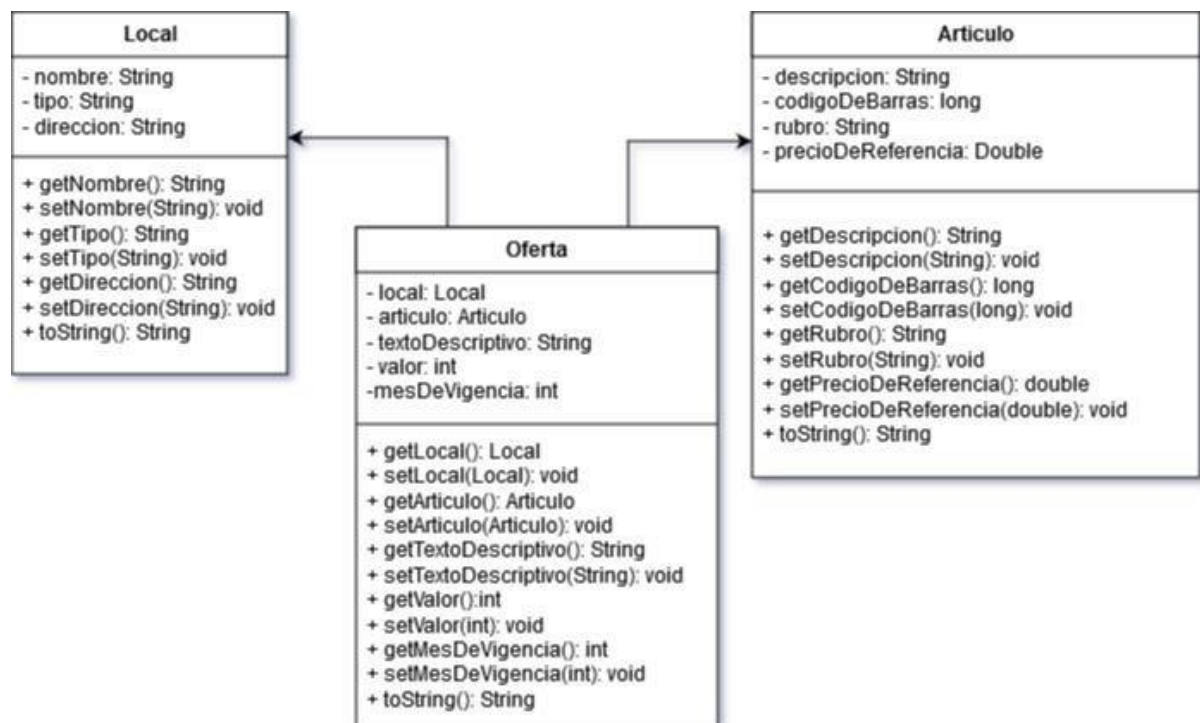 Local
- nombre: String
- tipo: String
- direccion: String
+ getNombre(): String
+ setNombre(String): void
+ getTipo(): String
+ setTipo(String): void
+ getDireccion(): String
+ setDireccion(String): void
+ toString(): String
Oferta
- local: Local
- articulo: Articulo
- textoDescriptivo: String
- valor: int
-mesDeVigencia: int
+ getLocal(): Local
+ setLocal(Local): void
+ getArticulo(): Articulo
+ setArticulo(Articulo): void
+ getTextoDescriptivo(): String
+ setTextoDescriptivo(String): void
+ getValor():int
+ setValor(int): void
+ getMesDeVigencia(): int
+ setMesDeVigencia(int): void
+ toString(): String
Articulo
- descripcion: String
- codigoDeBarras: long
- rubro: String
- precioDeReferencia: Double
+ getDescripcion(): String
+ setDescripcion(String): void
+ getCodigoDeBarras(): long
+ setCodigoDeBarras(long): void
+ getRubro(): String
+ setRubro(String): void
+ getPrecioDeReferencia(): double
+ setPrecioDeReferencia(double): void
+ toString(): String